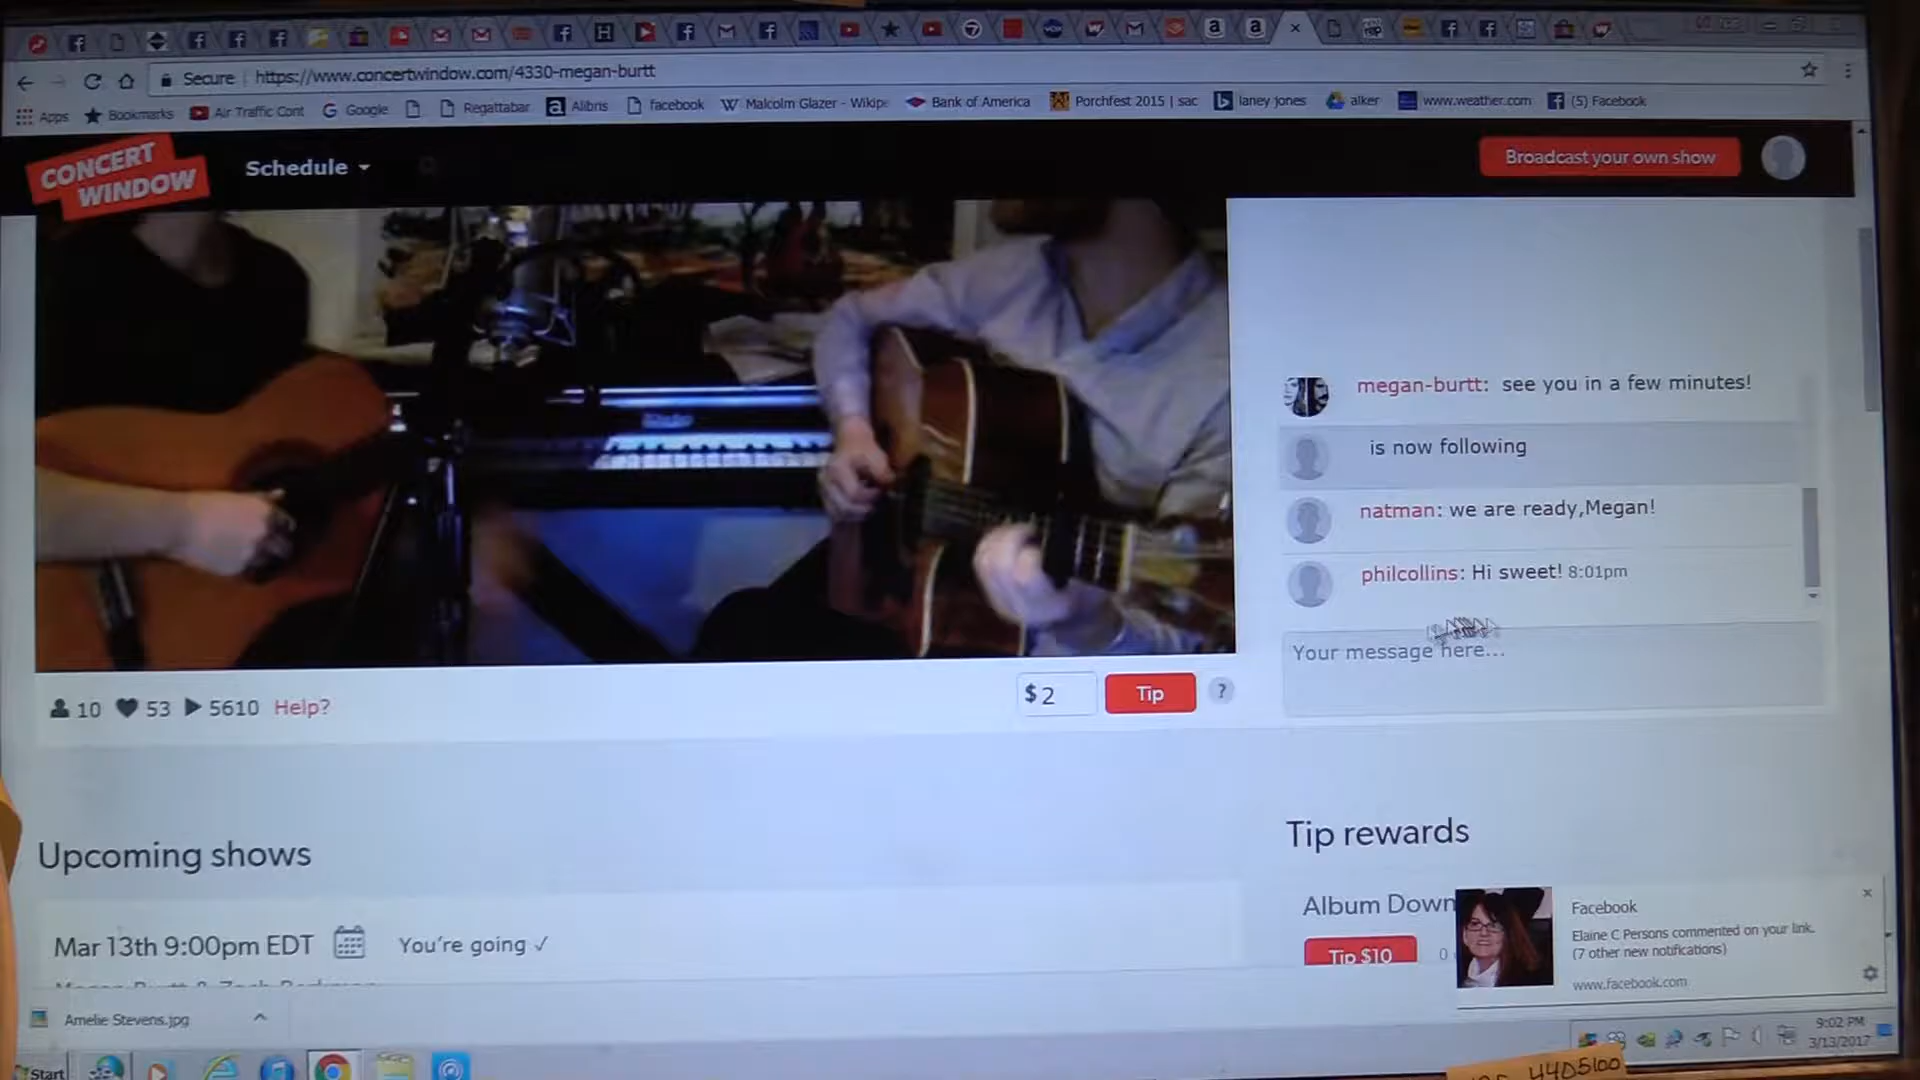 Secure https://www.concertwindow.com/4330-megan-burtt
Apps Bookmarks Air Traffic Cont Google Regattabar Alibris facebook Malcolm Glazer - Wikipe Bank of America Porchfest 2015 | sac laney jones alker www.weather.com (5) Facebook
CONCERT WINDOW
Schedule
Broadcast your own show
megan-burtt: see you in a few minutes!
is now following
natman: we are ready,Megan!
philcollins: Hi sweet! 8:01pm
Your message here...
10 53 5610 Help?
$ 2 Tip ?
Upcoming shows
Mar 13th 9:00pm EDT You're going ✓
Tip rewards
Album Down
Tip $10 0
Facebook
Elaine C Persons commented on your link.
(7 other new notifications)
www.facebook.com
Amelie Stevens.jpg
Start
9:02 PM
3/13/2017